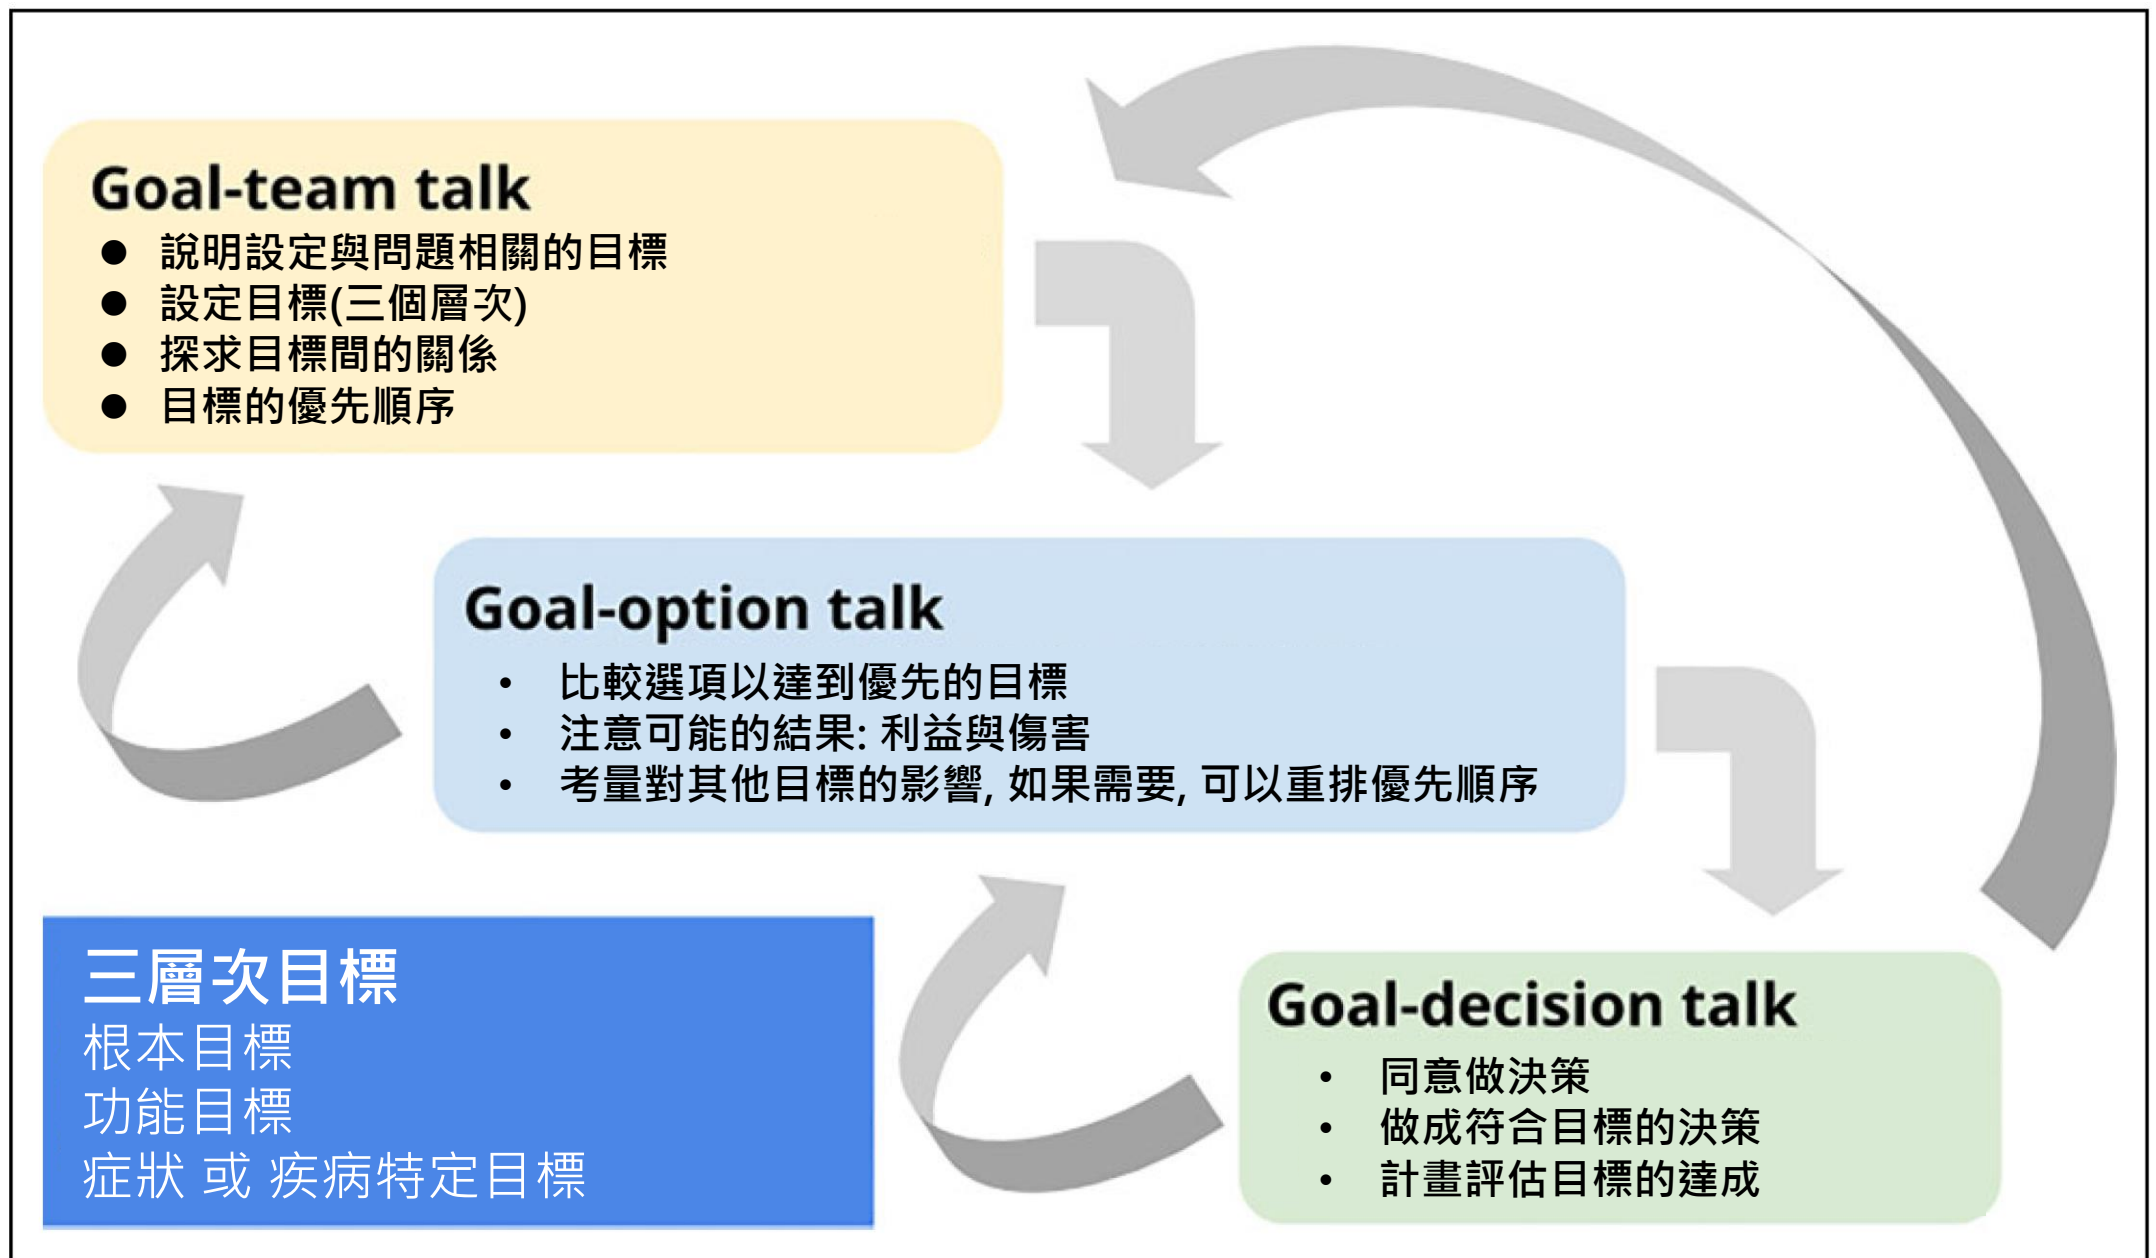 Goal-team talk
● 說明設定與問題相關的目標
● 設定目標(三個層次)
● 探求目標間的關係
● 目標的優先順序
Goal-option talk
• 比較選項以達到優先的目標
• 注意可能的結果: 利益與傷害
• 考量對其他目標的影響, 如果需要, 可以重排優先順序
三層次目標
根本目標
功能目標
症狀 或 疾病特定目標
Goal-decision talk
• 同意做決策
• 做成符合目標的決策
• 計畫評估目標的達成